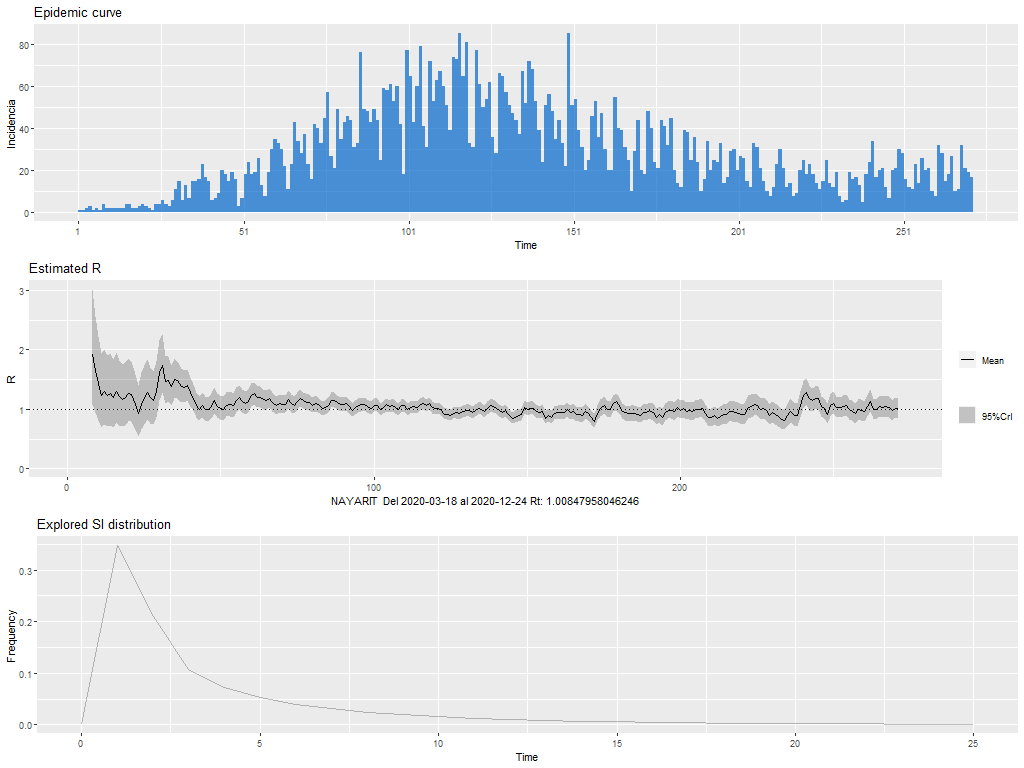 Epidemic curve
80
60
40
20
0
Incidencia
1 51 101 151 201 251
Time
Estimated R
3
2
1
0
R
0 100 200
NAYARIT Del 2020-03-18 al 2020-12-24 Rt: 1.00847958046246
Mean
95%CrI
Explored SI distribution
0.3
0.2
0.1
0.0
Frequency
0 5 10 15 20 25
Time